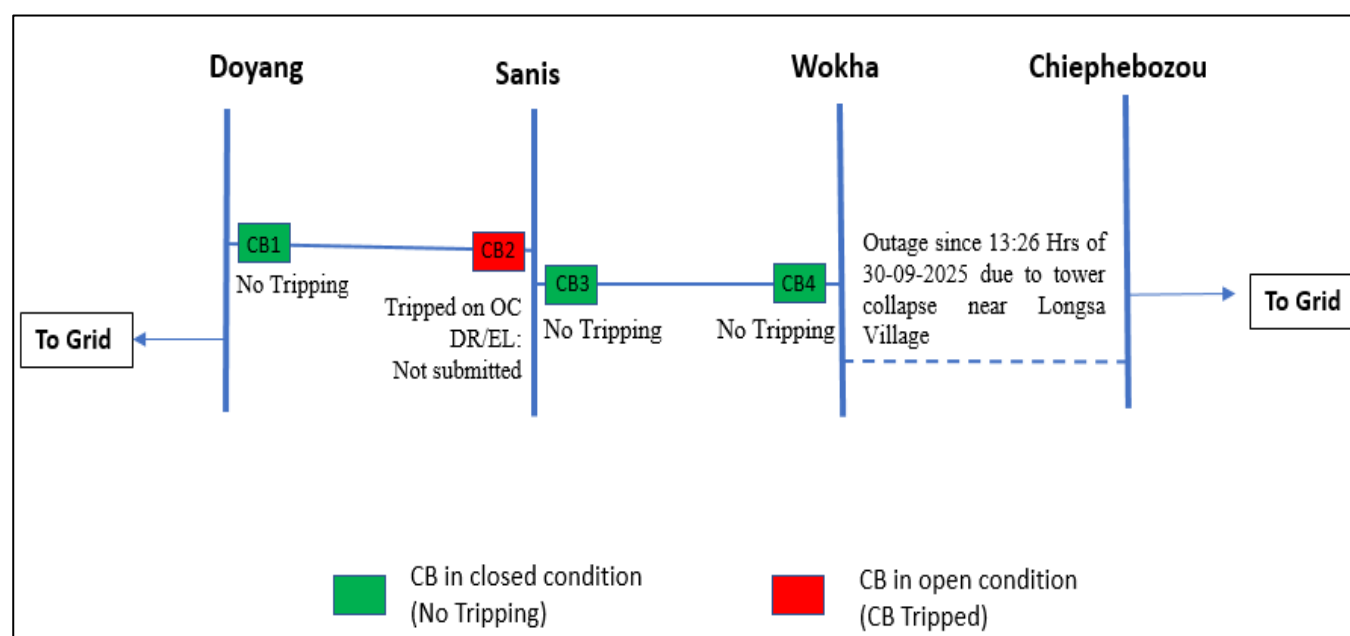 Doyang
Sanis
Wokha
Chiephebozou
CB1
No Tripping
CB2
Tripped on OC
DR/EL:
Not submitted
CB3
No Tripping
CB4
No Tripping
Outage since 13:26 Hrs of
30-09-2025 due to tower
collapse near Longsa
Village
To Grid
To Grid
CB in closed condition
(No Tripping)
CB in open condition
(CB Tripped)